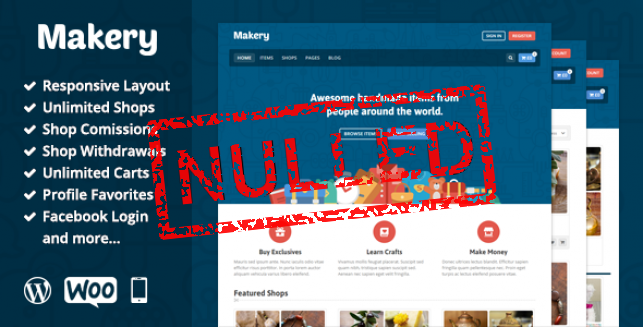 Makery
Responsive Layout
Unlimited Shops
Shop Comissions
Shop Withdrawals
Unlimited Carts
Profile Favorites
Facebook Login
and more...
WOO
Makery
SIGN IN
REGISTER
HOME ITEMS SHOPS PAGES BLOG
Awesome handmade items from
people around the world.
BROWSE ITEMS
NULLED
Buy Exclusives
Learn Crafts
Make Money
Featured Shops